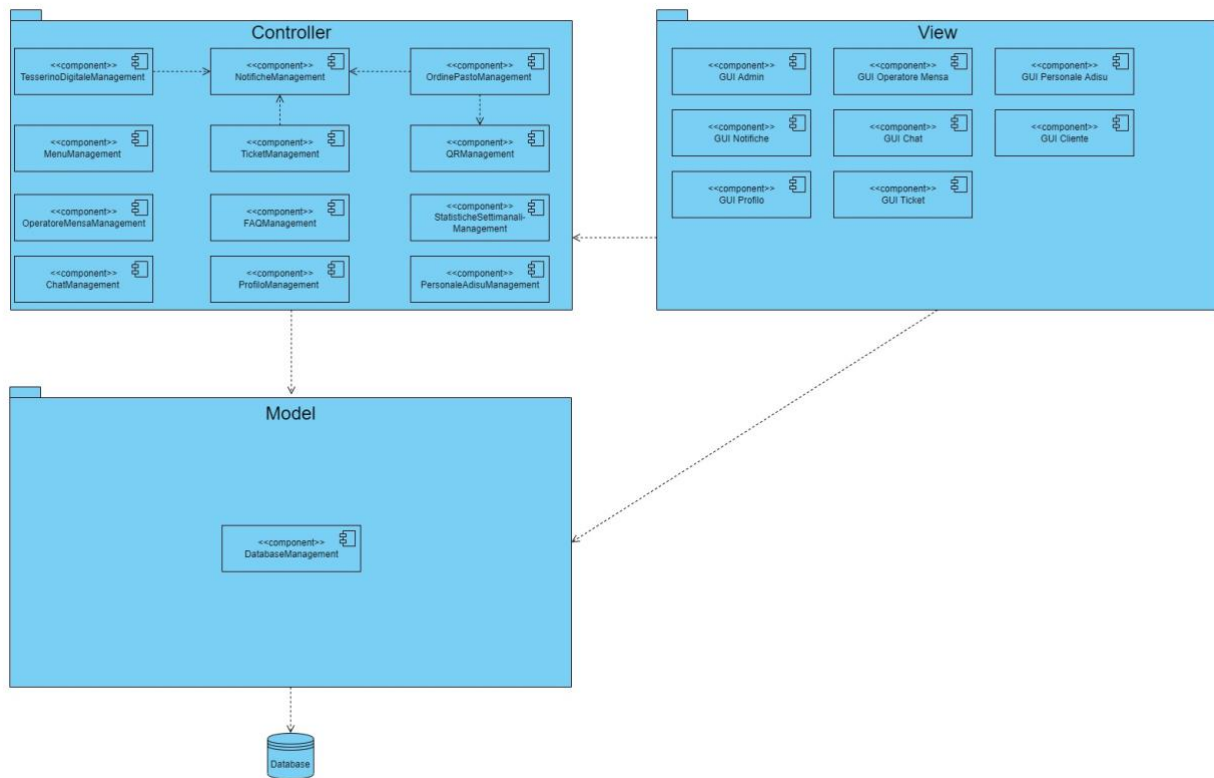 Controller
View
<<component>>
TesserinoDigitaleManagement
<<component>>
NotificheManagement
<<component>>
OrdinePastoManagement
<<component>>
MenuManagement
<<component>>
TicketManagement
<<component>>
QRManagement
<<component>>
OperatoreMensaManagement
<<component>>
FAQManagement
<<component>>
StatisticheSettimanali-
Management
<<component>>
ChatManagement
<<component>>
ProfiloManagement
<<component>>
PersonaleAdisuManagement
<<component>>
GUI Admin
<<component>>
GUI Operatore Mensa
<<component>>
GUI Personale Adisu
<<component>>
GUI Notifiche
<<component>>
GUI Chat
<<component>>
GUI Cliente
<<component>>
GUI Profilo
<<component>>
GUI Ticket
Model
<<component>>
DatabaseManagement
Database